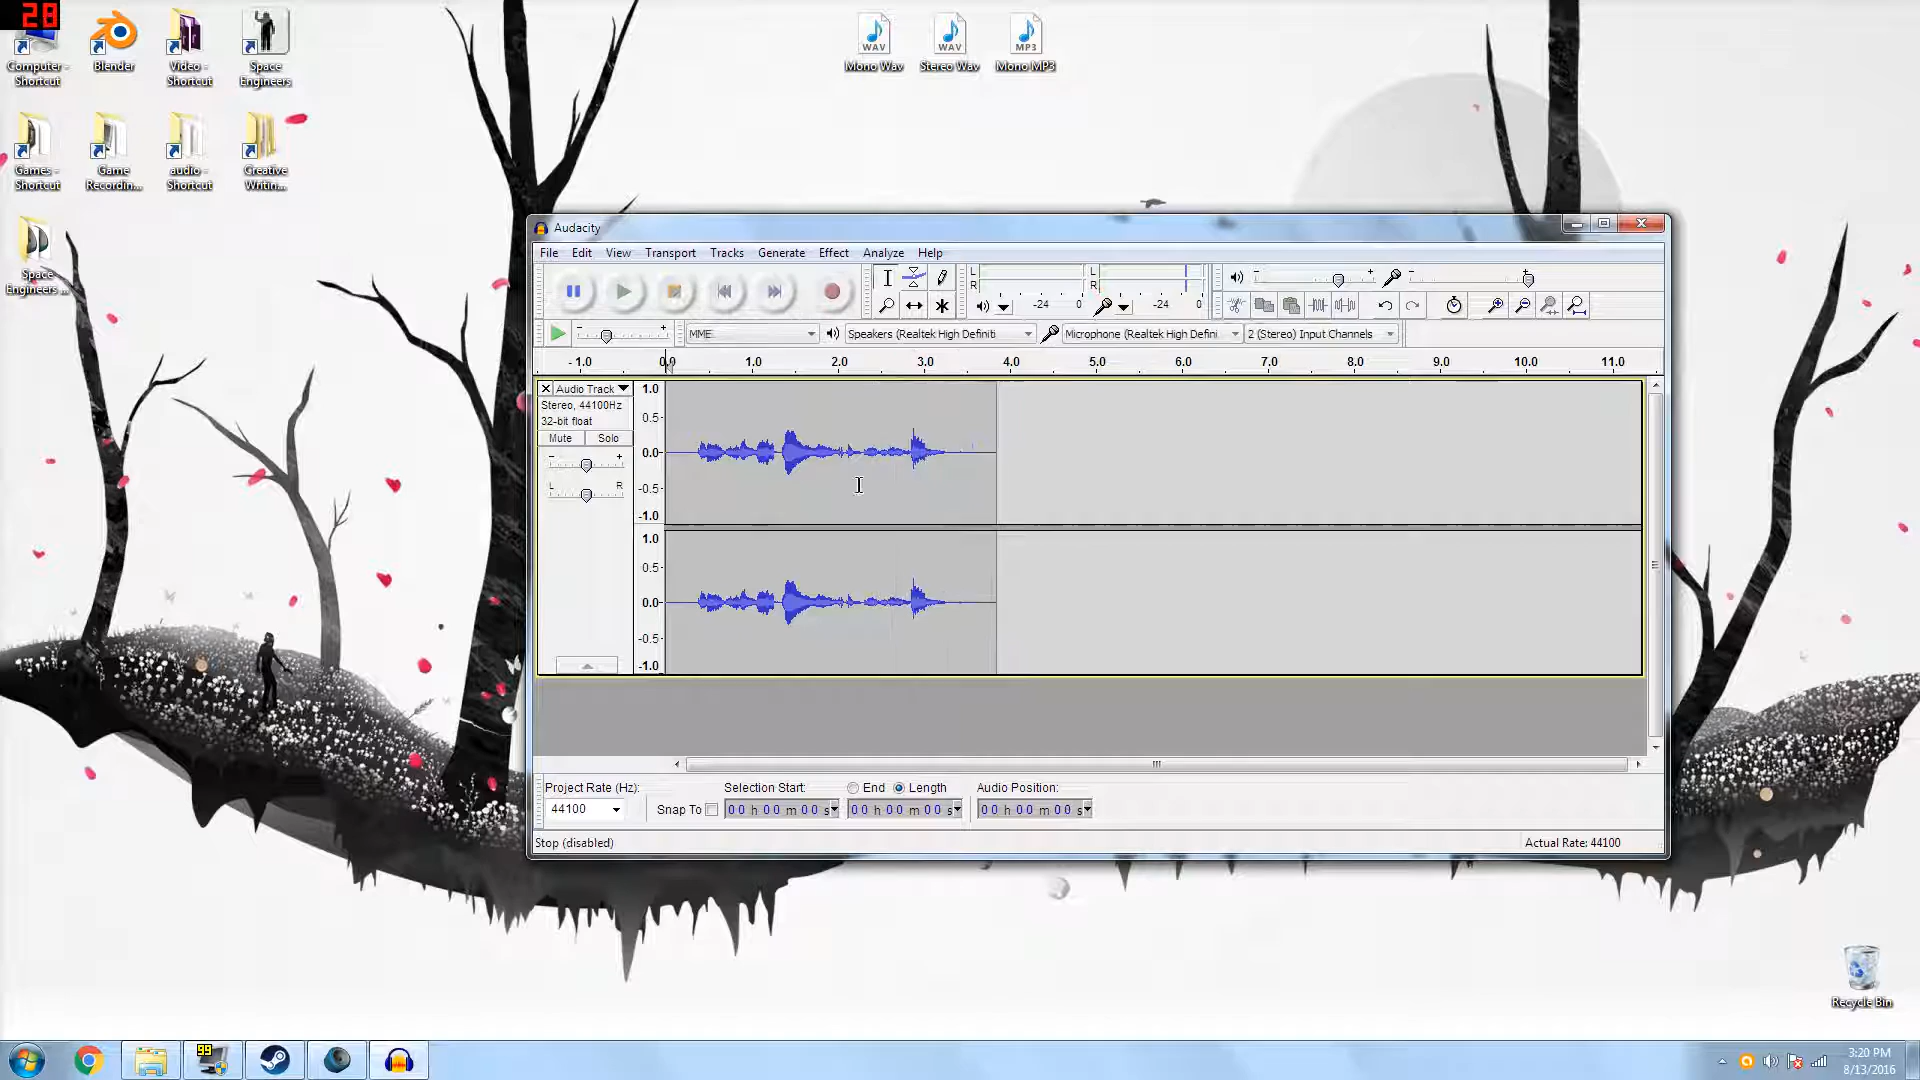 28
Computer - Shortcut
Blender
Video - Shortcut
Space Engineers
WAV
Mono Wav
WAV
Stereo Wav
MP3
Mono MP3
Games - Shortcut
Game Recordin...
audio - Shortcut
Creative Writin...
Space Engineers ...
Audacity
File Edit View Transport Tracks Generate Effect Analyze Help
L
R
-24 0
L
R
-24 0
- +
- +
MME
Speakers (Realtek High Definiti
Microphone (Realtek High Defini
2 (Stereo) Input Channels
-1.0 0.0 1.0 2.0 3.0 4.0 5.0 6.0 7.0 8.0 9.0 10.0 11.0
Audio Track
Stereo, 44100Hz
32-bit float
Mute Solo
- +
L R
1.0
0.5-
0.0-
-0.5-
-1.0
1.0
0.5-
0.0-
-0.5-
-1.0
Project Rate (Hz):
44100
Snap To
Selection Start:
00 h 00 m 00 s
End Length
00 h 00 m 00 s
Audio Position:
00 h 00 m 00 s
Stop (disabled)
Actual Rate: 44100
Recycle Bin
99
3:20 PM
8/13/2016